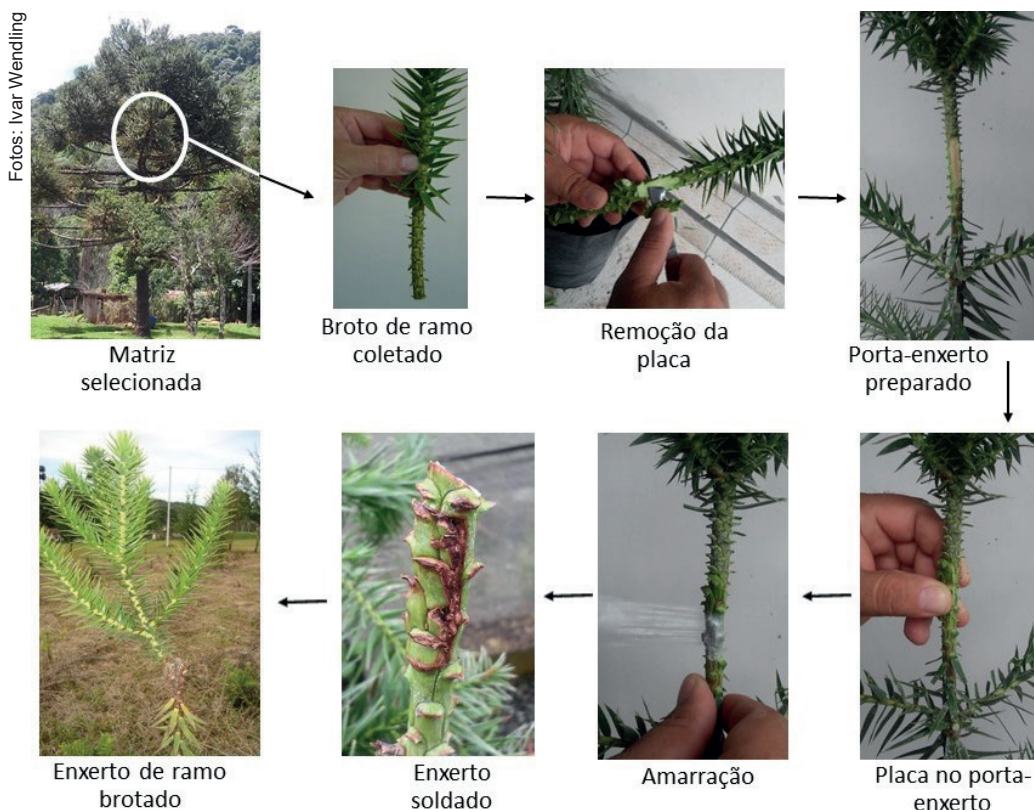 Fotos: Ivar Wendling
Matriz
selecionada
Broto de ramo
coletado
Remoção da
placa
Porta-enxerto
preparado
Placa no porta-
enxerto
Amarração
Enxerto
soldado
Enxerto de ramo
brotado